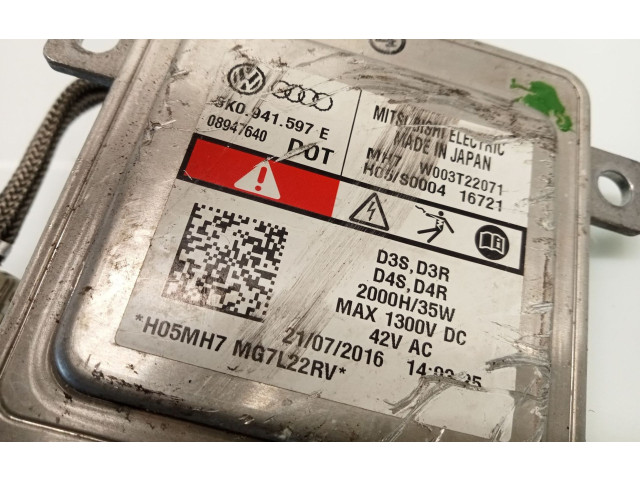 5K0.941.597 E
08947640
DOT
MITSUBISHI ELECTRIC
MADE IN JAPAN
MH7 W003T22071
H09/S0004 16721
D3S, D3R
D4S, D4R
2000H/35W
MAX 1300V DC
42V AC
21/07/2016
*H05MH7 MG7L22RV*